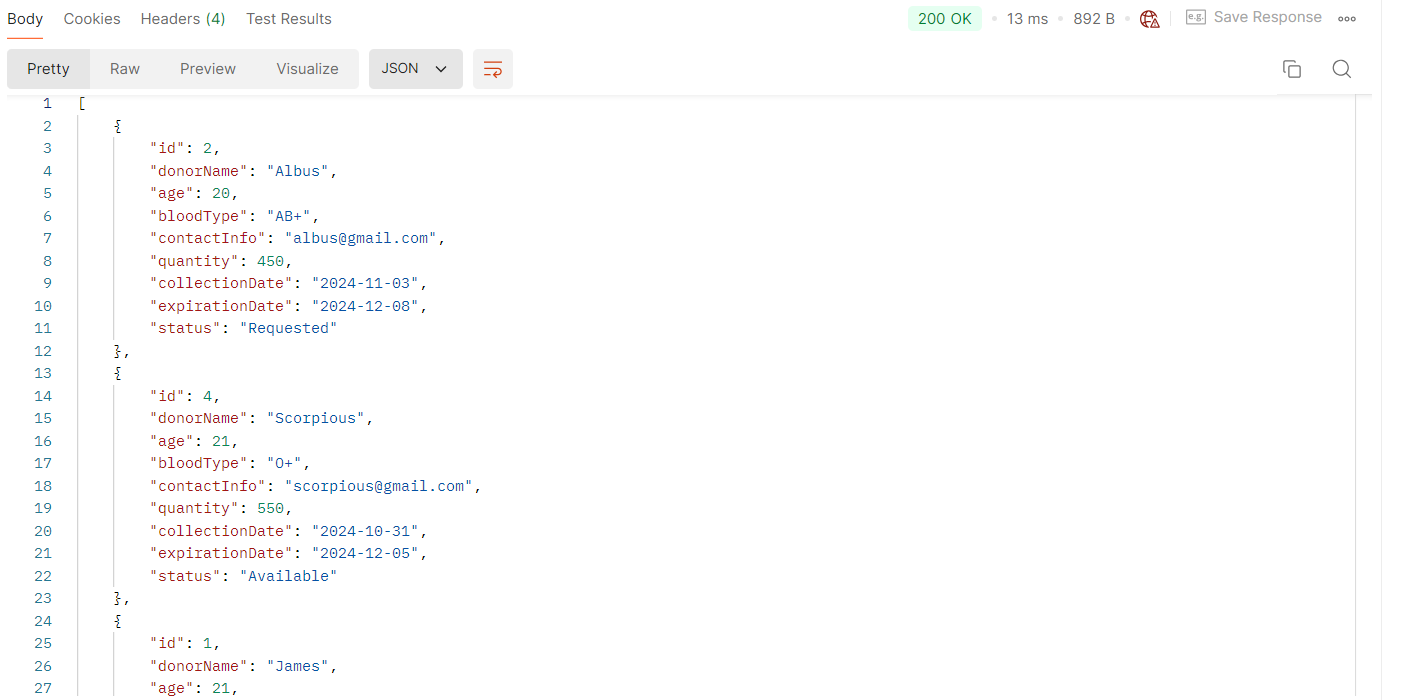 Body Cookies Headers (4) Test Results 200 OK 13 ms 892 B e.g. Save Response
Pretty Raw Preview Visualize JSON
1 [
2 {
3 "id": 2,
4 "donorName": "Albus",
5 "age": 20,
6 "bloodType": "AB+",
7 "contactInfo": "albus@gmail.com",
8 "quantity": 450,
9 "collectionDate": "2024-11-03",
10 "expirationDate": "2024-12-08",
11 "status": "Requested"
12 },
13 {
14 "id": 4,
15 "donorName": "Scorpious",
16 "age": 21,
17 "bloodType": "O+",
18 "contactInfo": "scorpious@gmail.com",
19 "quantity": 550,
20 "collectionDate": "2024-10-31",
21 "expirationDate": "2024-12-05",
22 "status": "Available"
23 },
24 {
25 "id": 1,
26 "donorName": "James",
27 "age": 21,